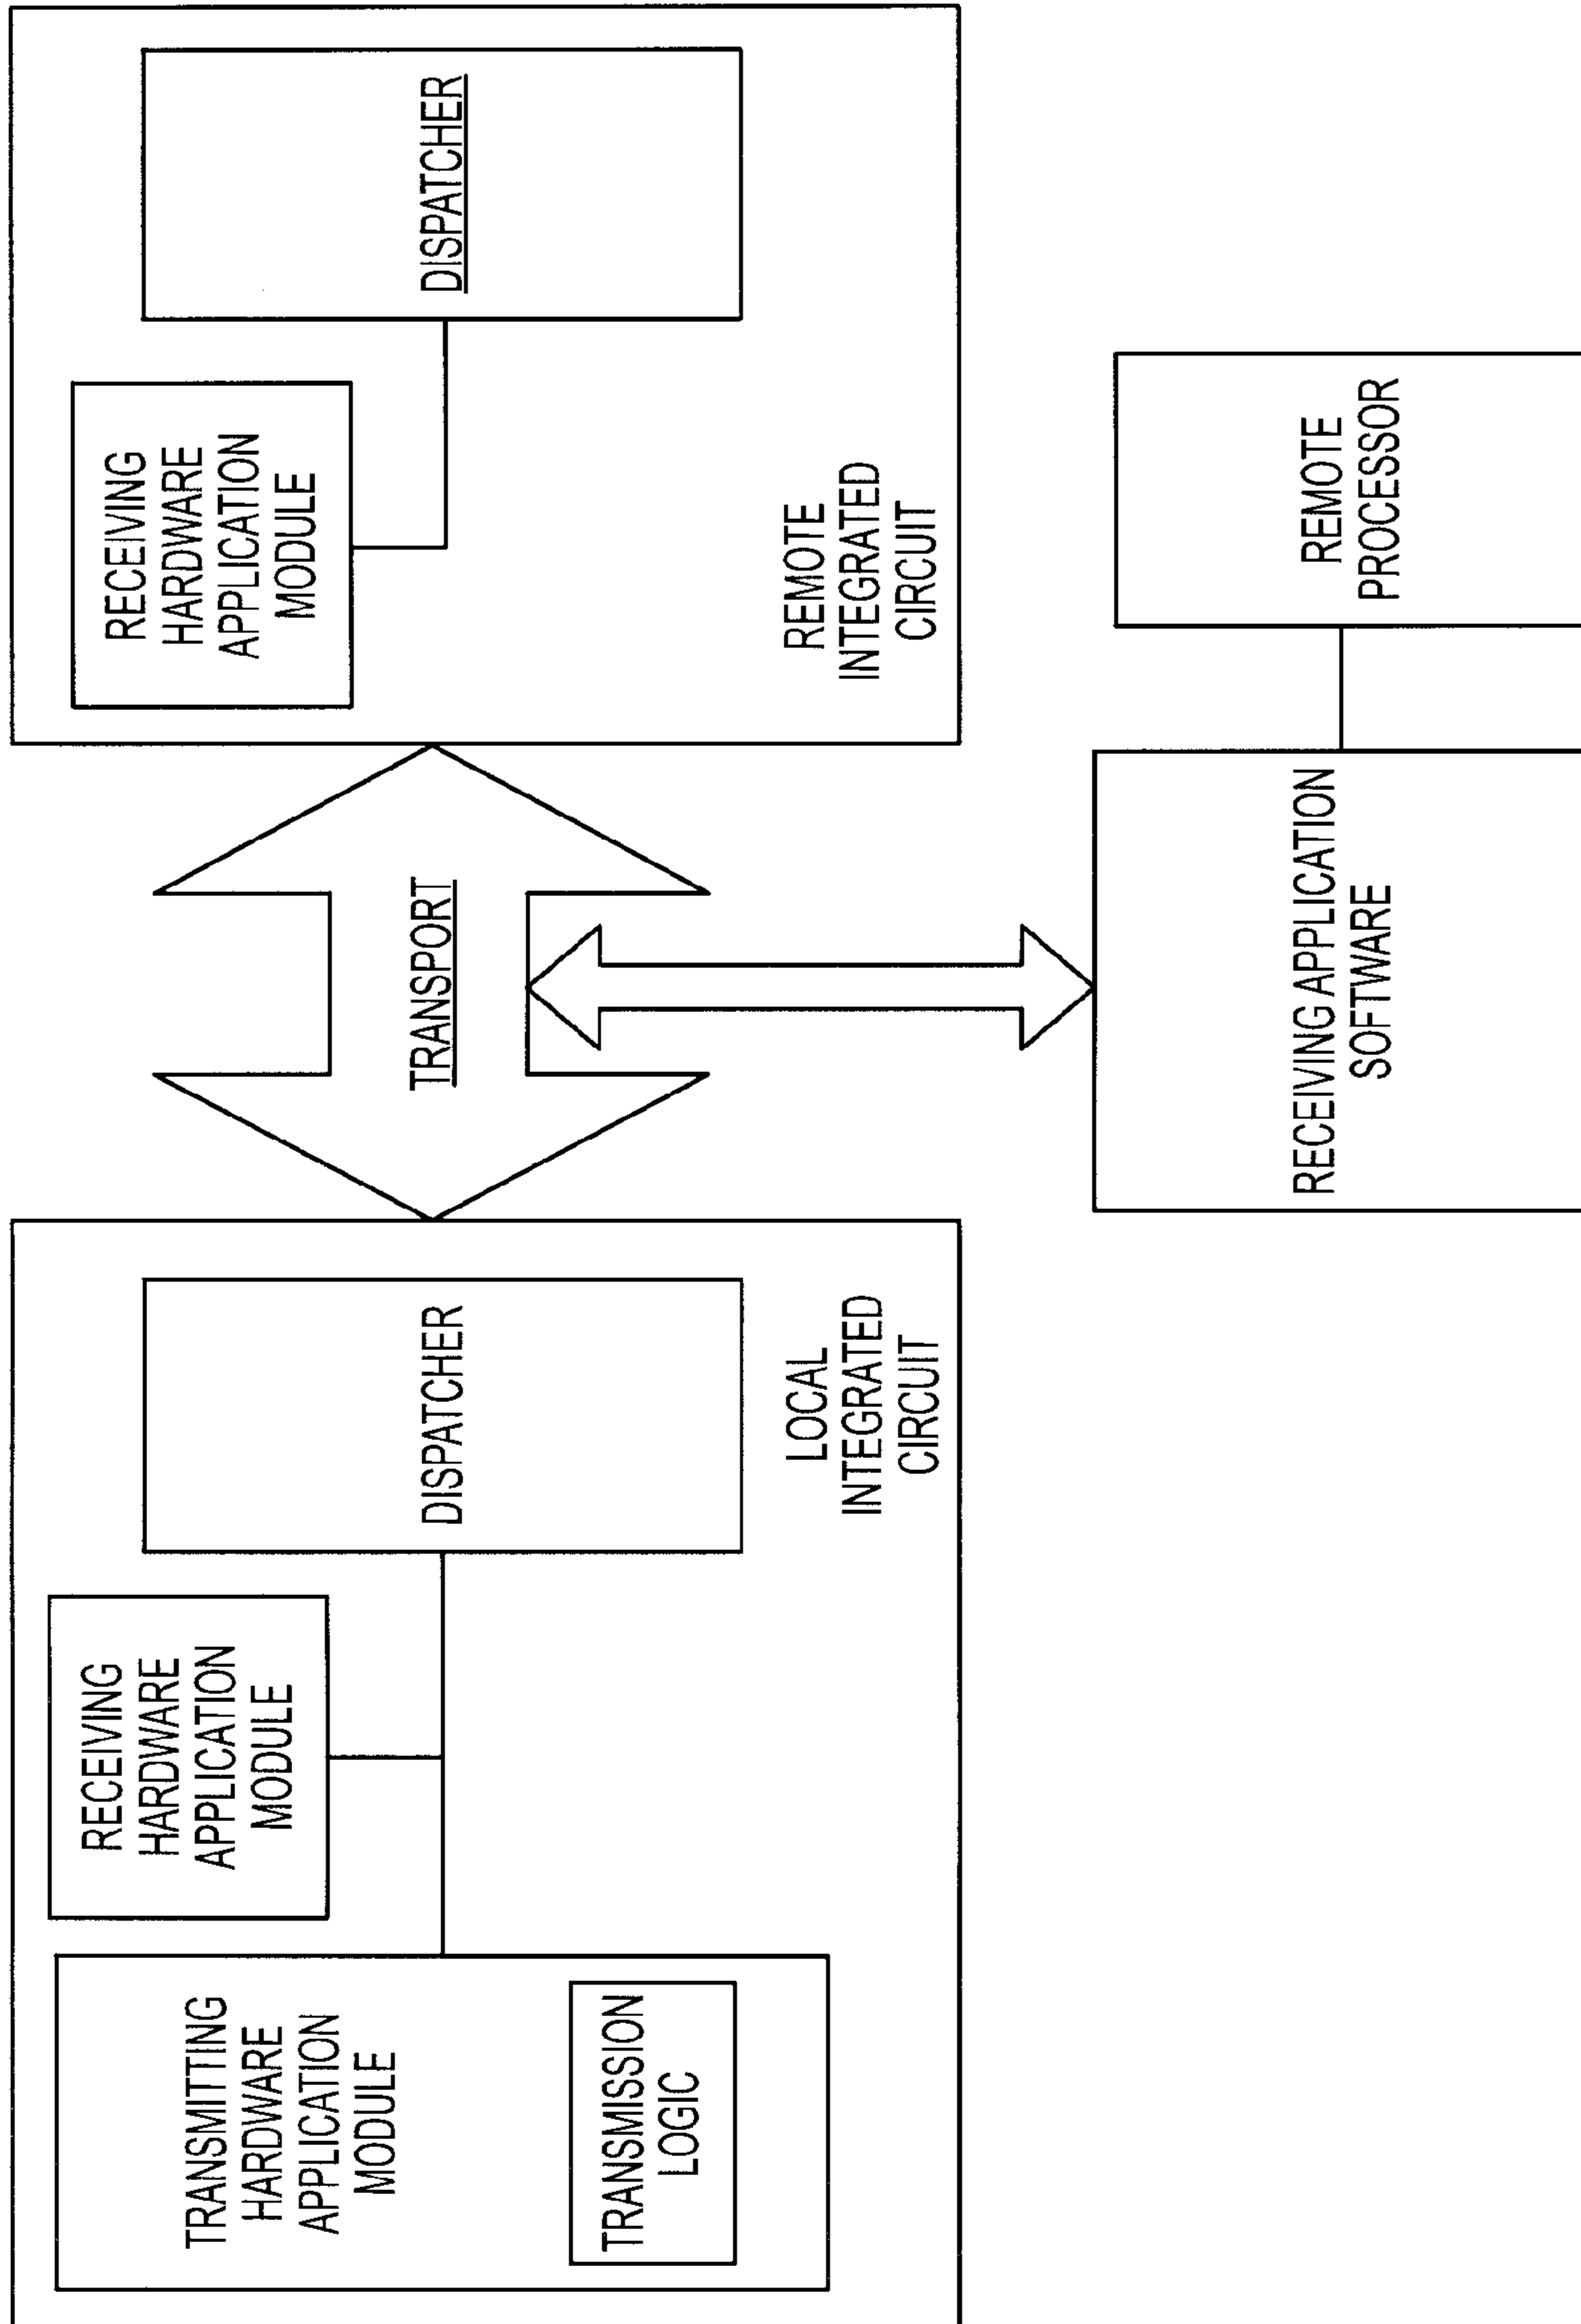 TRANSMITTING
HARDWARE
APPLICATION
MODULE
TRANSMISSION
LOGIC
RECEIVING
HARDWARE
APPLICATION
MODULE
DISPATCHER
LOCAL
INTEGRATED
CIRCUIT
TRANSPORT
RECEIVING
HARDWARE
APPLICATION
MODULE
DISPATCHER
REMOTE
INTEGRATED
CIRCUIT
RECEIVING APPLICATION
SOFTWARE
REMOTE
PROCESSOR